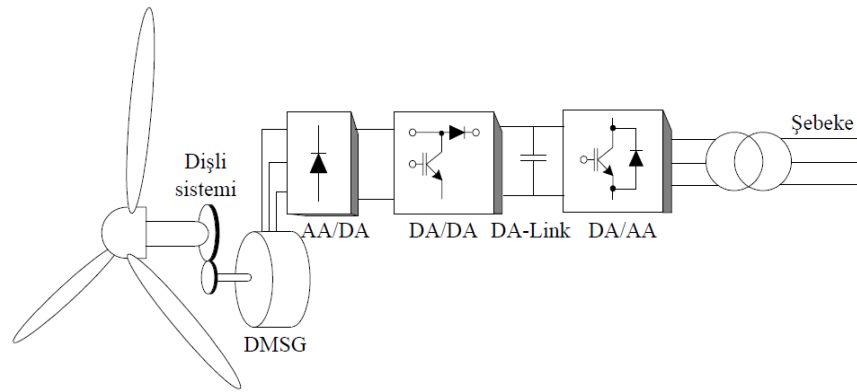 Şebeke
Dişli
sistemi
AA/DA
DA/DA
DA-Link
DA/AA
DMSG